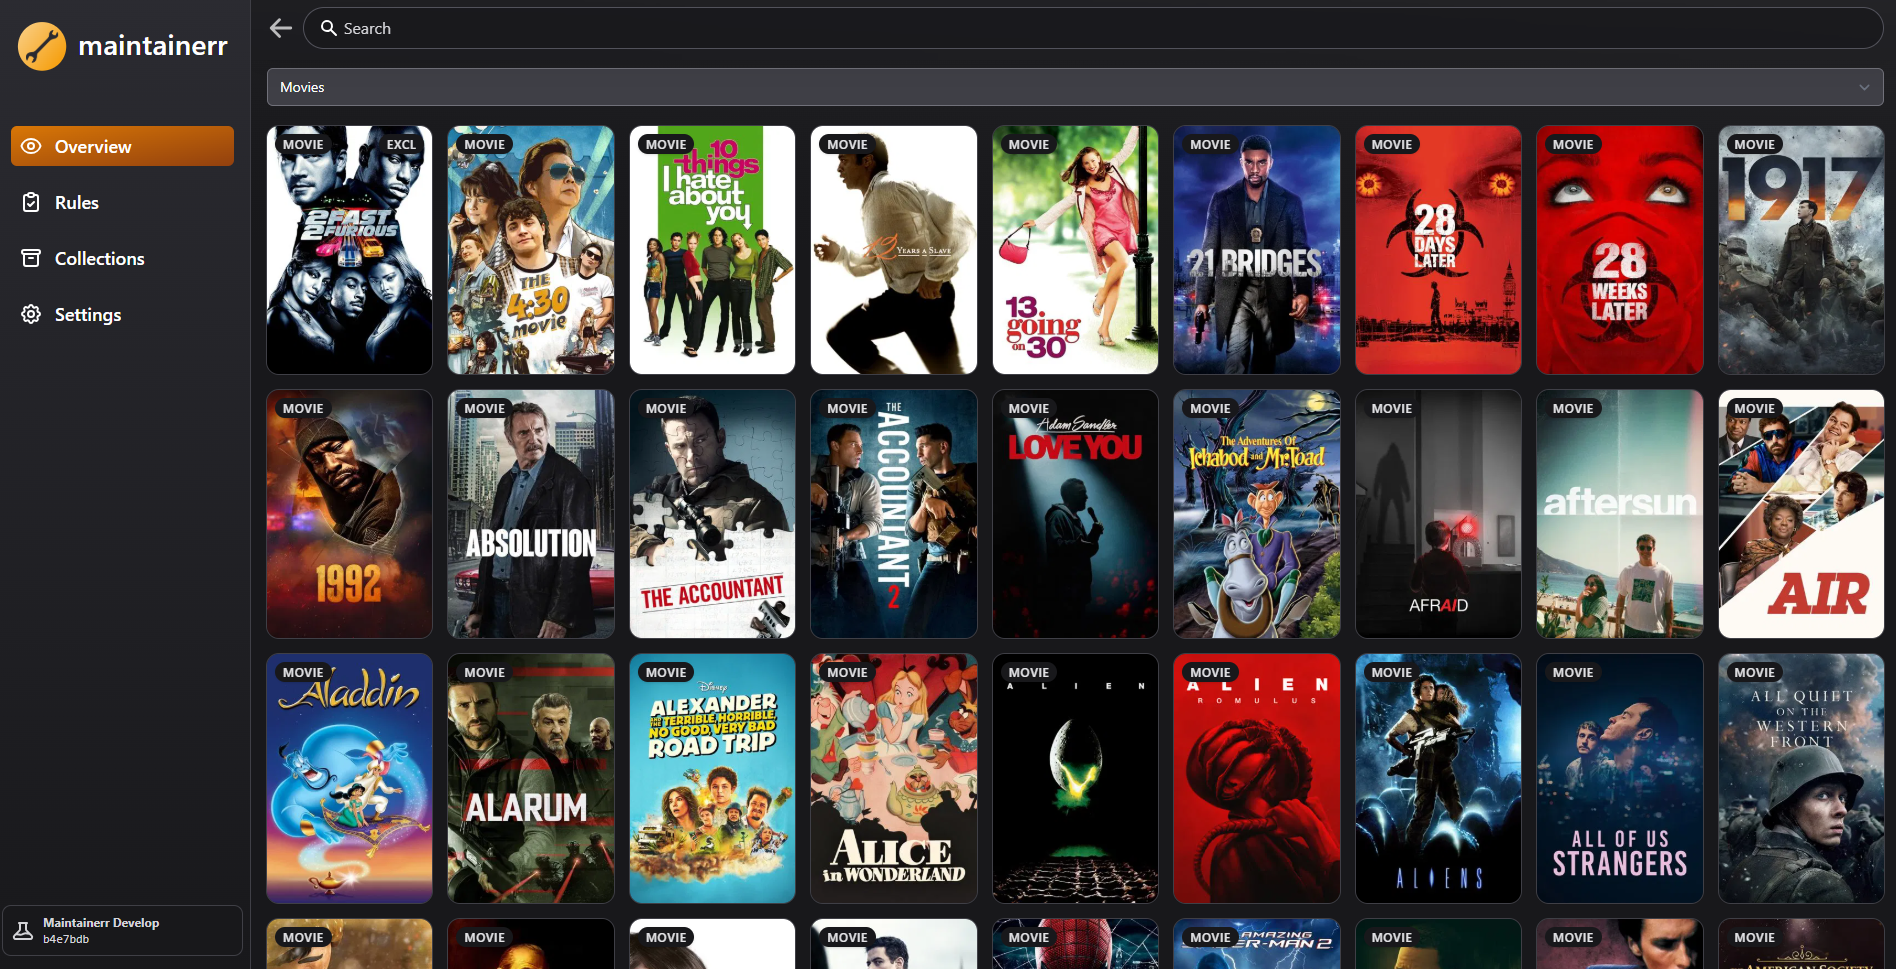 maintainerr
Search
Movies
Overview
Rules
Collections
Settings
MOVIE EXCL
2 FAST
2 FURIOUS
MOVIE
THE
4:30
MOVIE
MOVIE
10
things
I hate
about
you
MOVIE
12 YEARS A SLAVE
MOVIE
13
going
on 30
MOVIE
21 BRIDGES
MOVIE
28
DAYS
LATER
MOVIE
28
WEEKS
LATER
MOVIE
1917
MOVIE
1992
MOVIE
ABSOLUTION
MOVIE
THE ACCOUNTANT
MOVIE
THE
ACCOUNTANT
2
MOVIE
Adam Sandler
LOVE YOU
MOVIE
The Adventures Of
Ichabod and Mr. Toad
MOVIE
AFRAID
MOVIE
aftersun
MOVIE
AIR
MOVIE
Aladdin
MOVIE
ALARUM
MOVIE
Disney
ALEXANDER
AND THE TERRIBLE, HORRIBLE,
NO GOOD, VERY BAD
ROAD TRIP
MOVIE
ALICE
in WONDERLAND
MOVIE
ALIEN
MOVIE
ALIEN
ROMULUS
MOVIE
ALIENS
MOVIE
ALL OF US
STRANGERS
MOVIE
ALL QUIET
ON THE
WESTERN
FRONT
MOVIE
MOVIE
MOVIE
MOVIE
MOVIE
MOVIE
AMAZING
SPIDER-MAN 2
MOVIE
MOVIE
MOVIE
AMERICAN SOCIETY
Maintainerr Develop
b4e7bdb